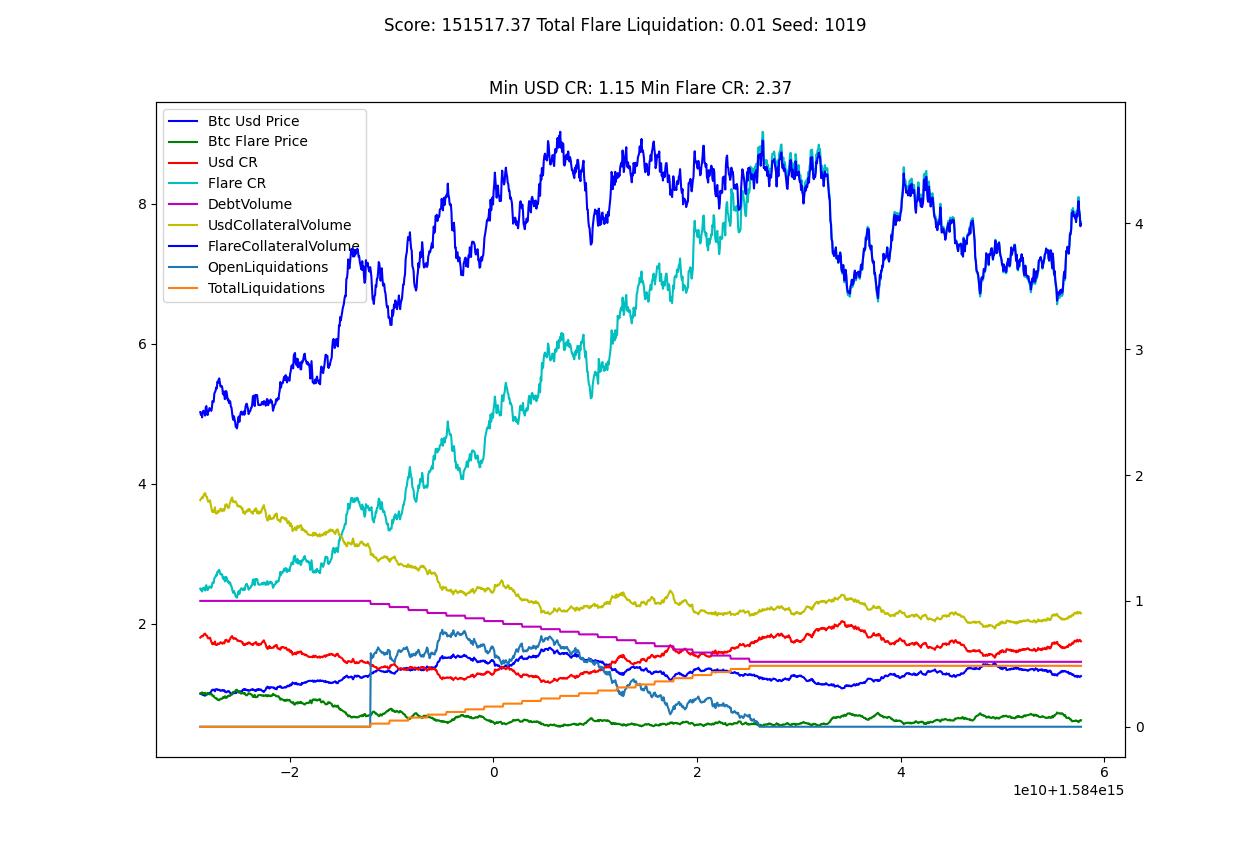 Score: 151517.37 Total Flare Liquidation: 0.01 Seed: 1019
Min USD CR: 1.15 Min Flare CR: 2.37
Btc Usd Price
Btc Flare Price
Usd CR
Flare CR
DebtVolume
UsdCollateralVolume
FlareCollateralVolume
OpenLiquidations
TotalLiquidations
8
6
4
2
4
3
2
1
0
−2
0
2
4
6
1e10+1.584e15